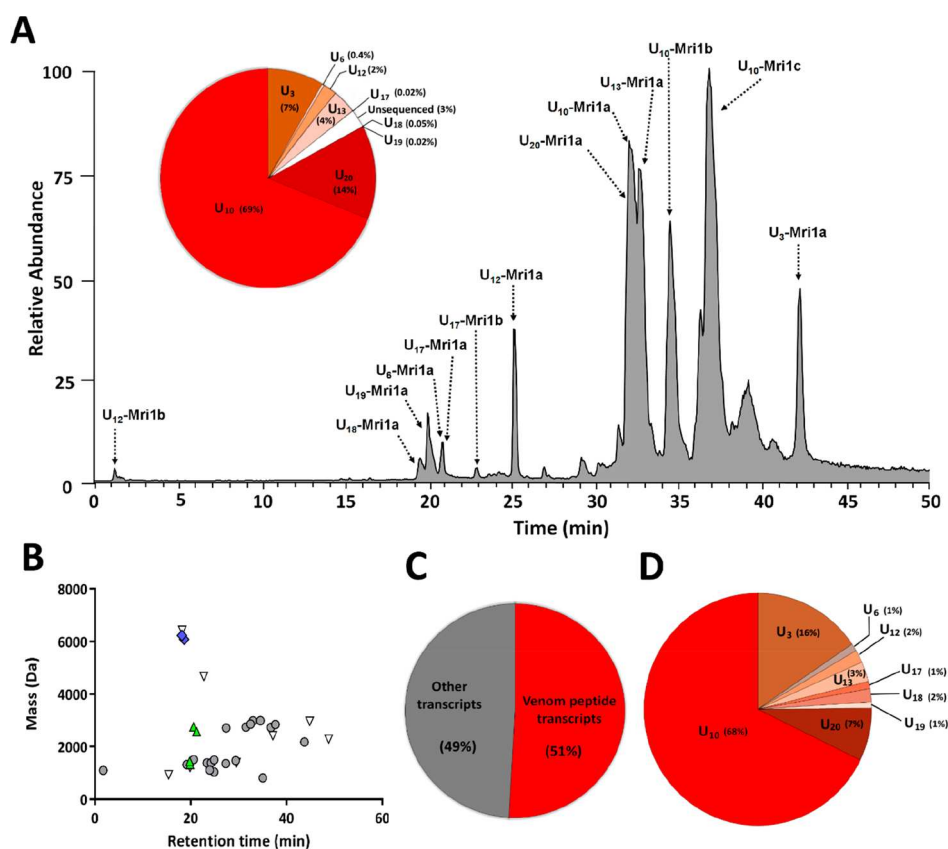 A
U₆ (0.4%)
U₁₂ (2%)
U₃
(7%)
U₁₇ (0.02%)
Unsequenced (3%)
U₁₃
(4%)
U₁₈ (0.05%)
U₁₉ (0.02%)
U₂₀
(14%)
U₁₀ (69%)
Relative Abundance
100
75
50
25
0
U₁₂-Mri1b
U₁₈-Mri1a
U₁₉-Mri1a
U₆-Mri1a
U₁₇-Mri1a
U₁₇-Mri1b
U₁₂-Mri1a
U₂₀-Mri1a
U₁₀-Mri1a
U₁₃-Mri1a
U₁₀-Mri1b
U₁₀-Mri1c
U₃-Mri1a
0 5 10 15 20 25 30 35 40 45 50
Time (min)
B
Mass (Da)
8000
6000
4000
2000
0
0 20 40 60
Retention time (min)
C
Other
transcripts
(49%)
Venom peptide
transcripts
(51%)
D
U₃ (16%)
U₆ (1%)
U₁₂ (2%)
U₁₃ (3%)
U₁₇ (1%)
U₁₈ (2%)
U₁₉ (1%)
U₂₀ (7%)
U₁₀ (68%)